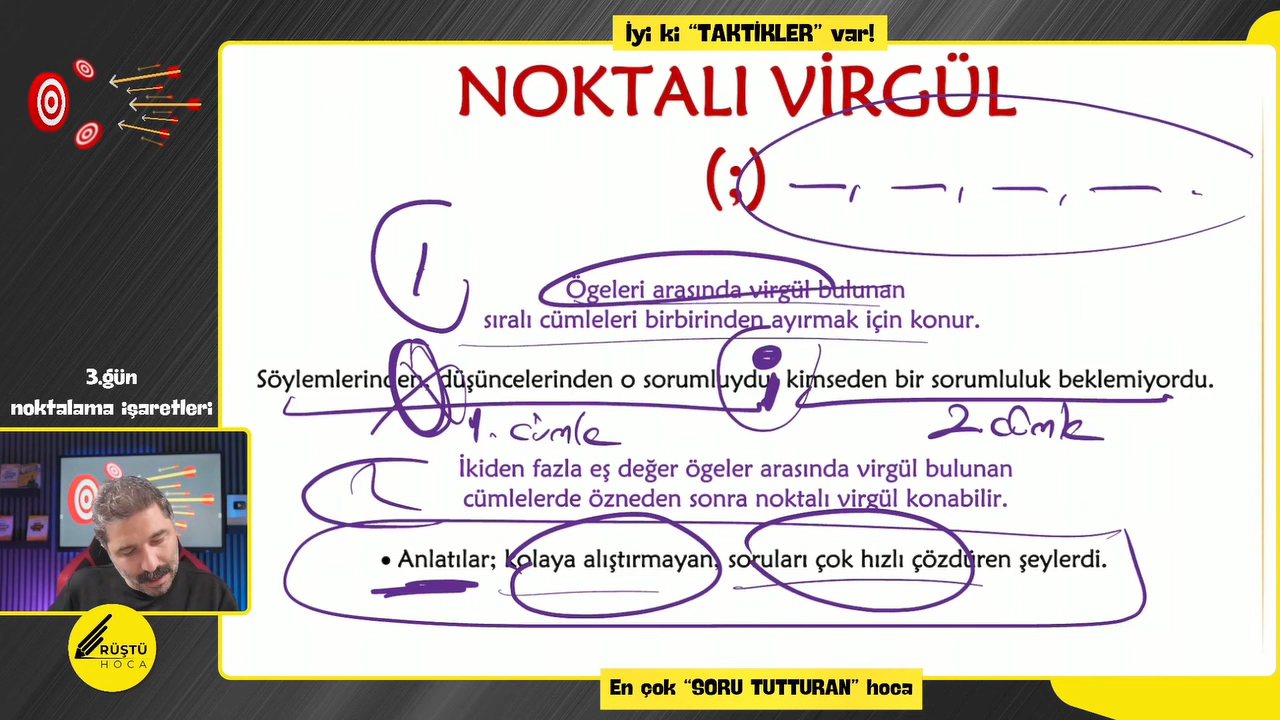 İyi ki “TAKTİKLER” var!
NOKTALI VİRGÜL
(;)
1
Ögeleri arasında virgül bulunan
sıralı cümleleri birbirinden ayırmak için konur.
Söylemlerinden, düşüncelerinden o sorumluydu; kimseden bir sorumluluk beklemiyordu.
1. cümle
2. cümle
İkiden fazla eş değer ögeler arasında virgül bulunan
cümlelerde özneden sonra noktalı virgül konabilir.
• Anlatılar; kolaya alıştırmayan, soruları çok hızlı çözdüren şeylerdi.
3.gün
noktalama işaretleri
RÜŞTÜ
HOCA
En çok “SORU TUTTURAN” hoca